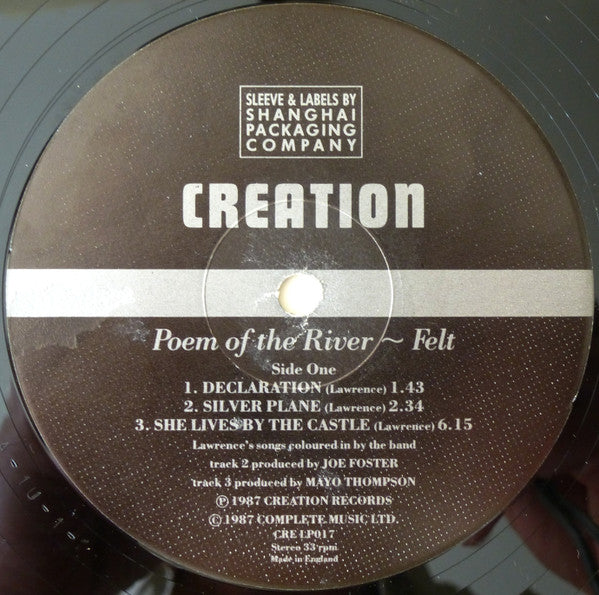 SLEEVE & LABELS BY
SHANGHAI
PACKAGING
COMPANY
CREATION
Poem of the River ~ Felt
Side One
1. DECLARATION (Lawrence) 1.43
2. SILVER PLANE (Lawrence) 2.34
3. SHE LIVES BY THE CASTLE (Lawrence) 6.15
Lawrence's songs coloured in by the band
track 2 produced by JOE FOSTER
track 3 produced by MAYO THOMPSON
Ⓟ 1987 CREATION RECORDS
© 1987 COMPLETE MUSIC LTD.
CRE LP017
Stereo 33 rpm
Made in England